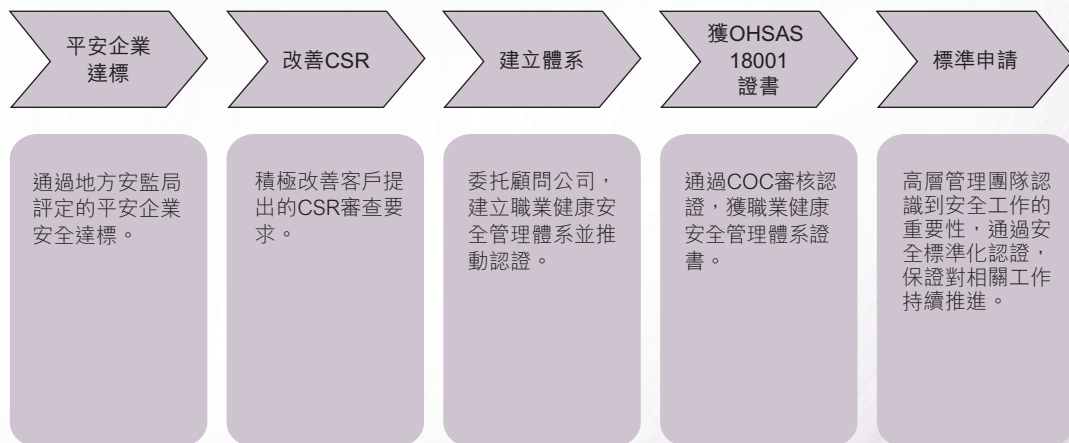 平安企業
達標
改善CSR
建立體系
獲OHSAS
18001
證書
標準申請
通過地方安監局
評定的平安企業
安全達標。
積極改善客戶提
出的CSR審查要
求。
委托顧問公司，
建立職業健康安
全管理體系並推
動認證。
通過COC審核認
證，獲職業健康
安全管理體系證
書。
高層管理團隊認
識到安全工作的
重要性，通過安
全標準化認證，
保證對相關工作
持續推進。